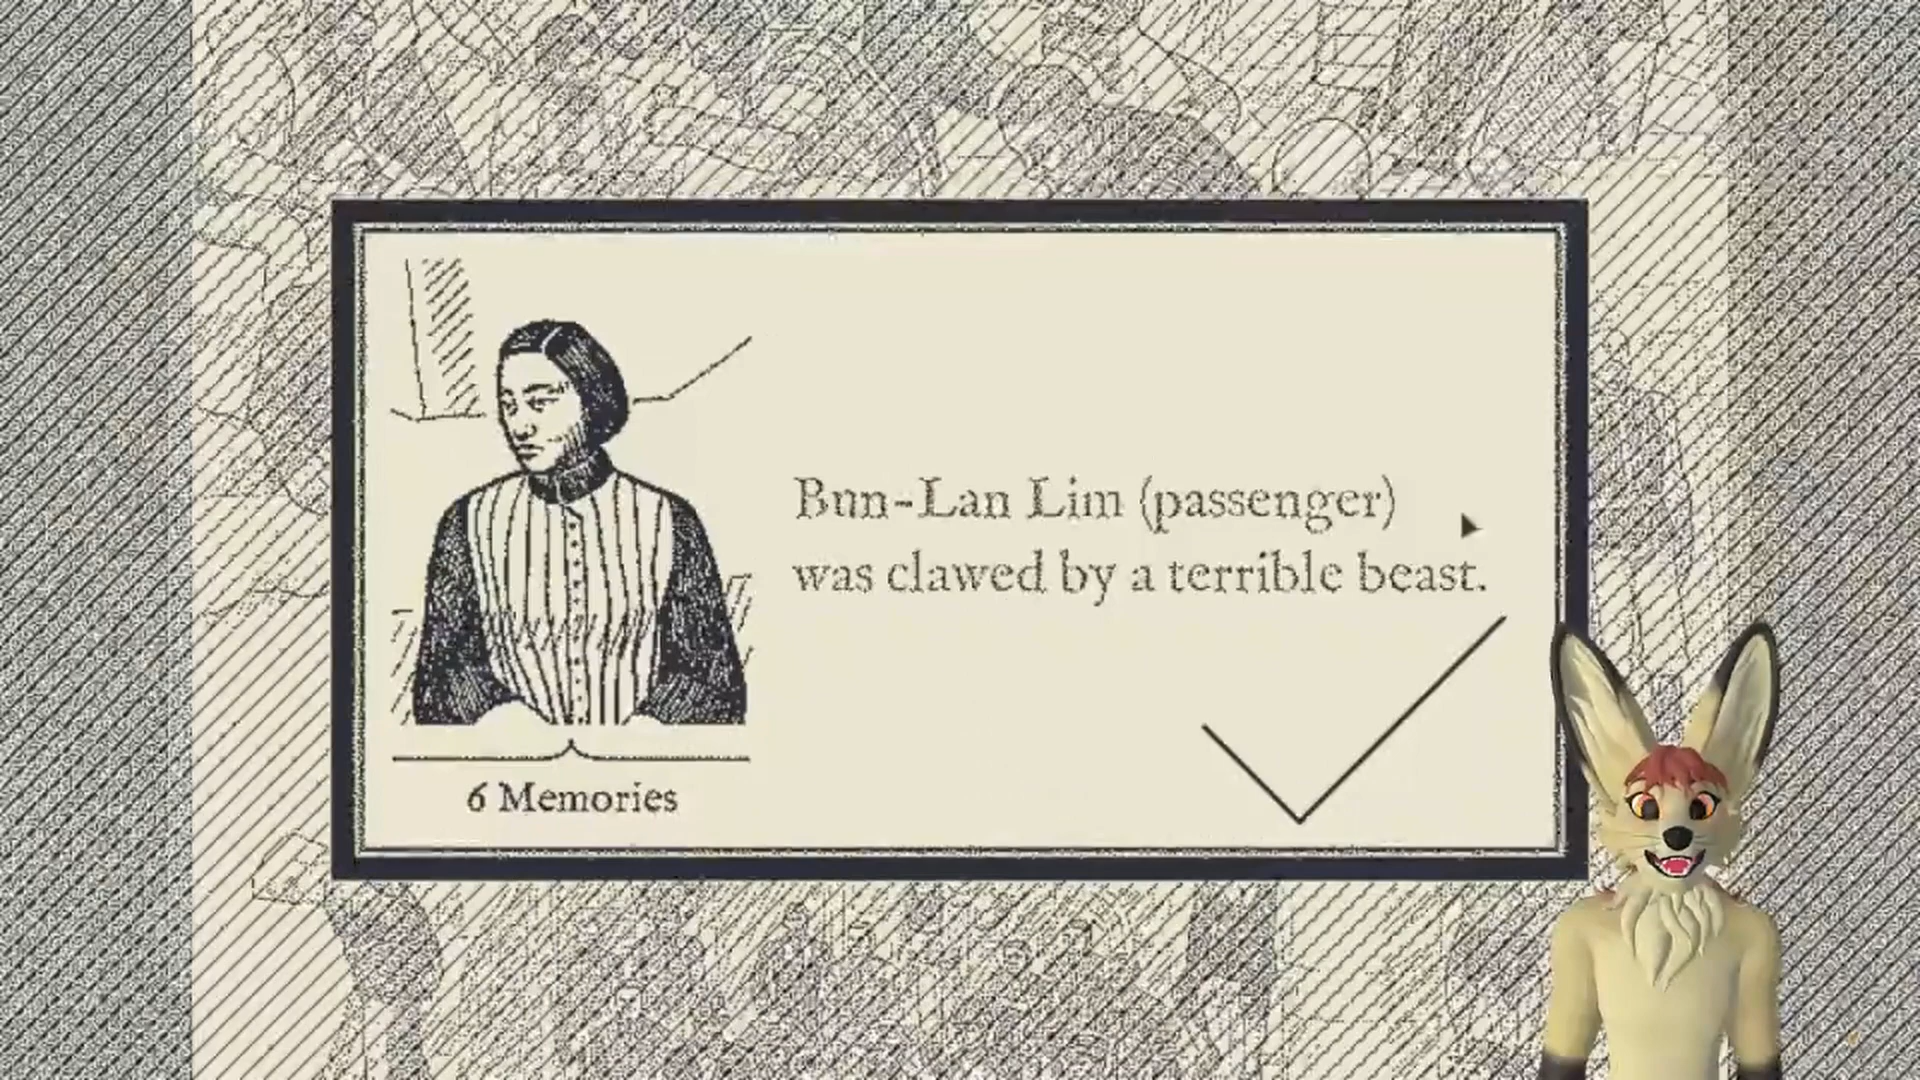 Bun-Lan Lim (passenger)
was clawed by a terrible beast.
6 Memories